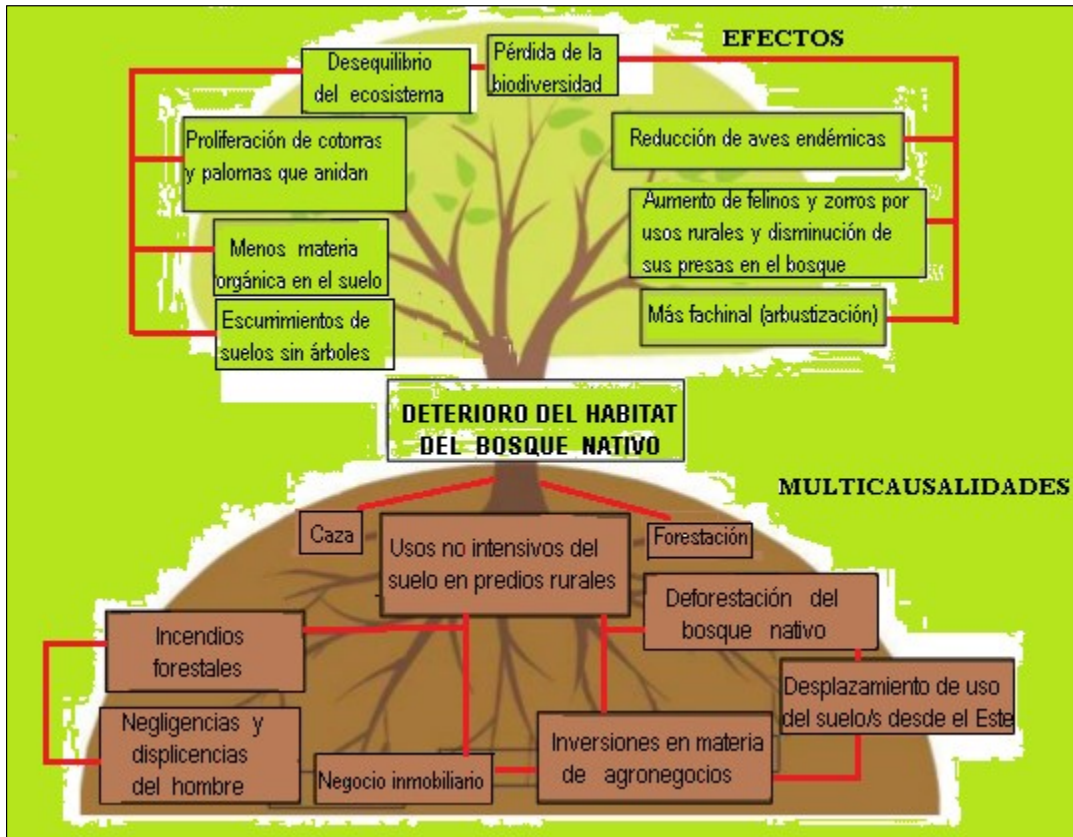 EFECTOS
Desequilibrio
del ecosistema
Pérdida de la
biodiversidad
Proliferación de cotorras
y palomas que anidan
Menos materia
orgánica en el suelo
Escurrimientos de
suelos sin árboles
Reducción de aves endémicas
Aumento de felinos y zorros por
usos rurales y disminución de
sus presas en el bosque
Más fachinal (arbustización)
DETERIORO DEL HABITAT
DEL BOSQUE NATIVO
MULTICAUSALIDADES
Caza
Usos no intensivos del
suelo en predios rurales
Forestación
Incendios
forestales
Deforestación del
bosque nativo
Negligencias y
displicencias
del hombre
Negocio inmobiliario
Inversiones en materia
de agronegocios
Desplazamiento de uso
del suelo/s desde el Este